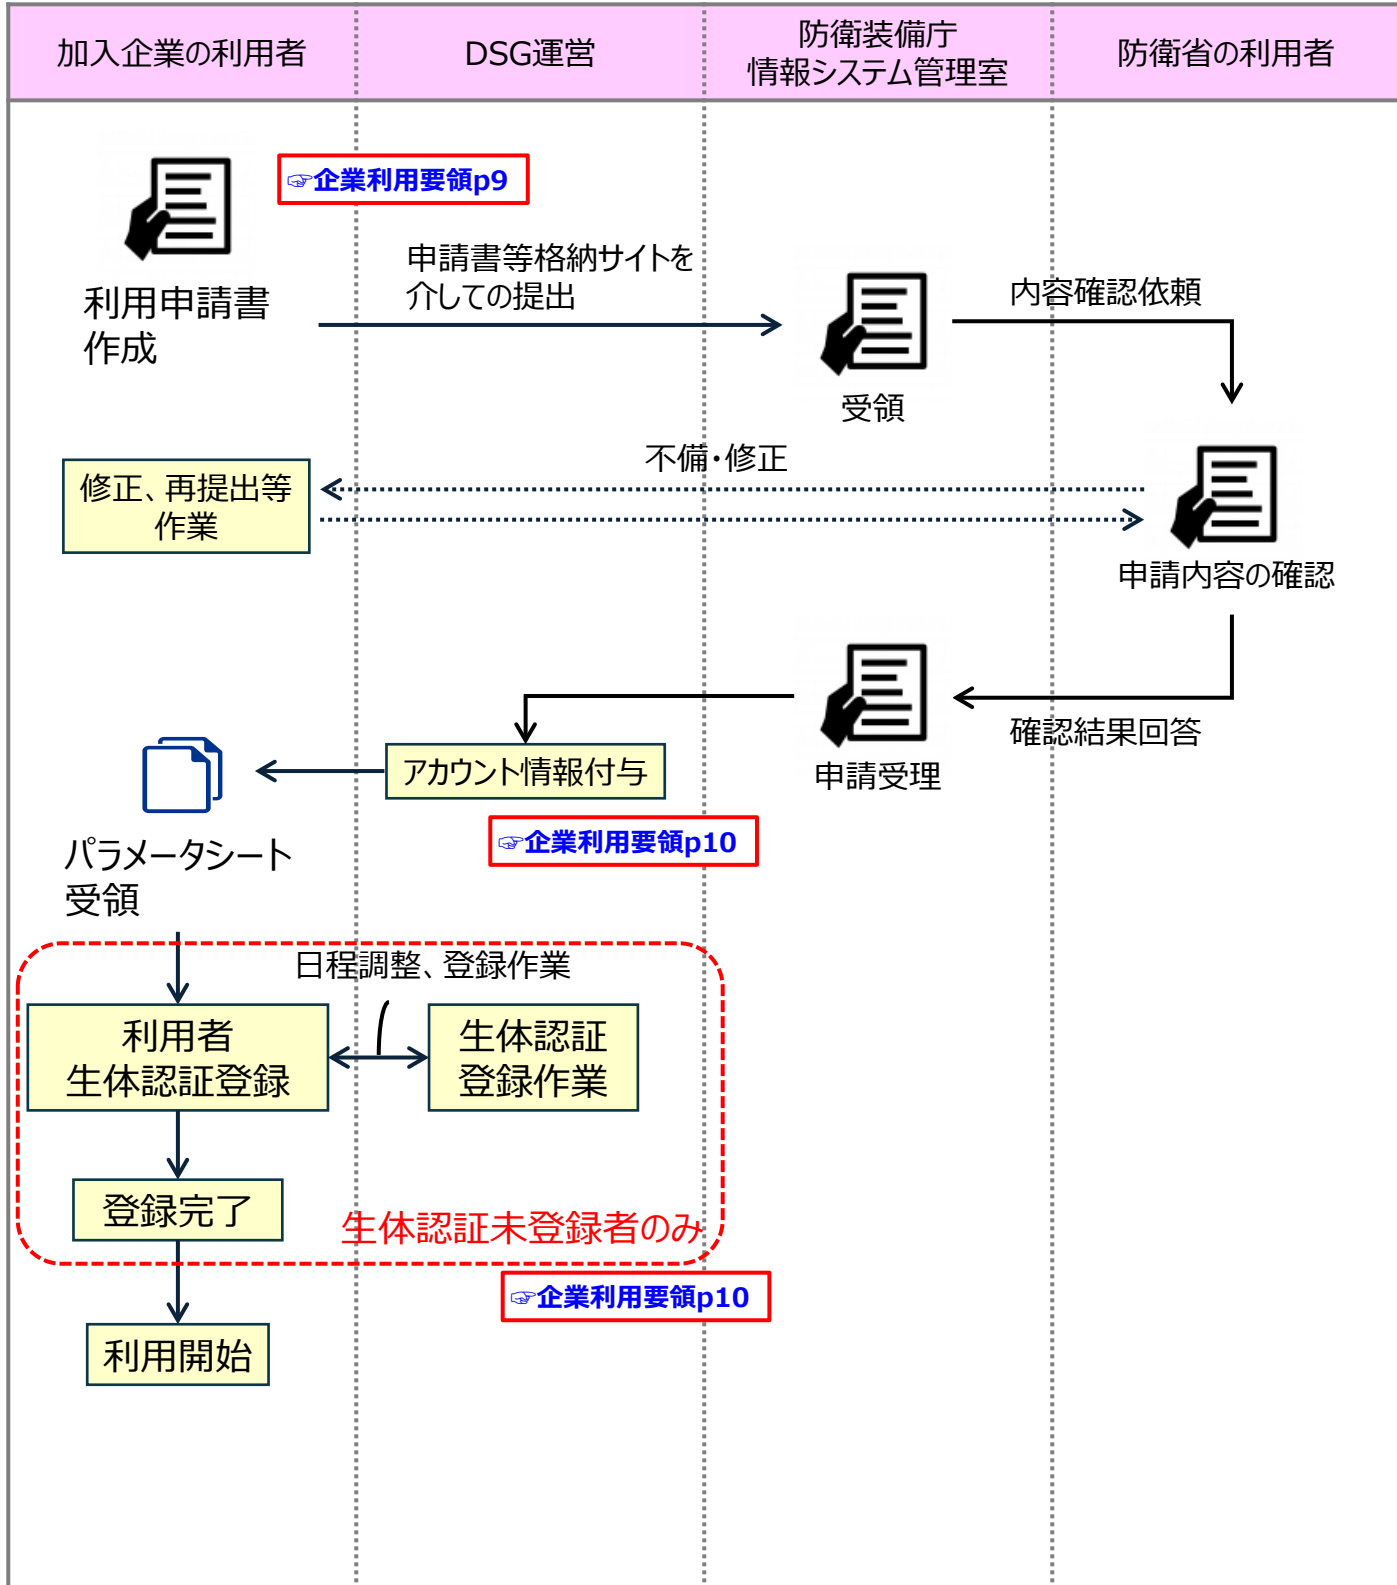 加入企業の利用者
DSG運営
防衛装備庁
情報システム管理室
防衛省の利用者
☞企業利用要領p9
利用申請書
作成
申請書等格納サイトを
介しての提出
受領
内容確認依頼
不備・修正
修正、再提出等
作業
申請内容の確認
確認結果回答
申請受理
アカウント情報付与
☞企業利用要領p10
パラメータシート
受領
日程調整、登録作業
利用者
生体認証登録
生体認証
登録作業
登録完了
生体認証未登録者のみ
☞企業利用要領p10
利用開始